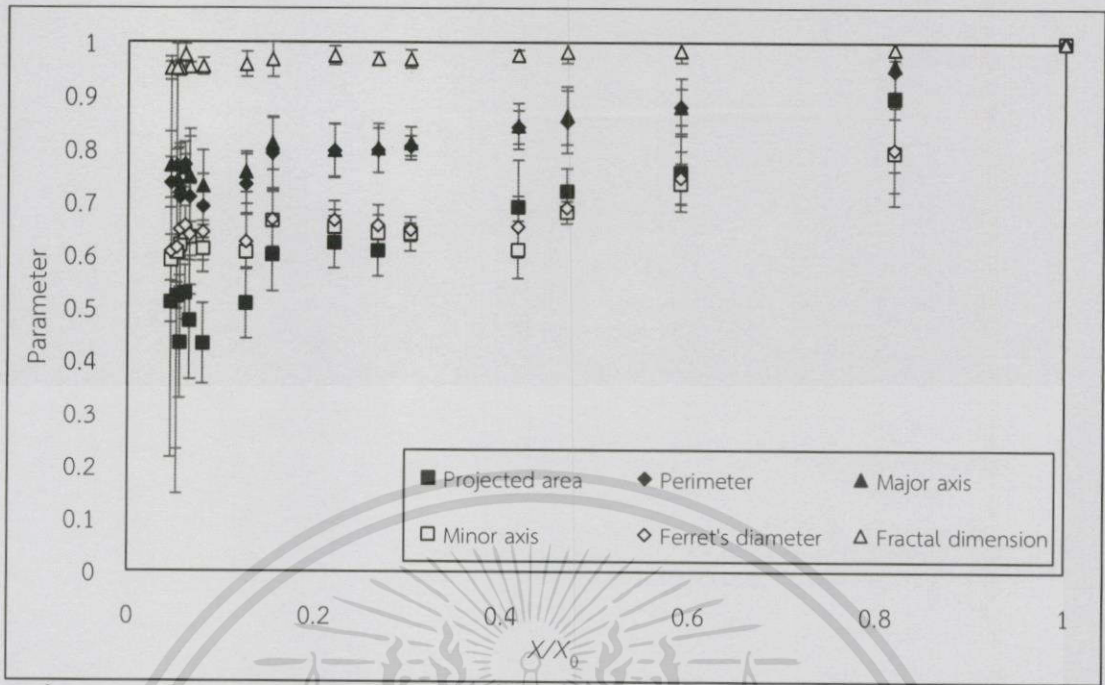 1
0.9
0.8
0.7
0.6
0.5
0.4
0.3
0.2
0.1
0
Parameter
Projected area
Perimeter
Major axis
Minor axis
Ferret's diameter
Fractal dimension
0
0.2
0.4
0.6
0.8
1
X/X0